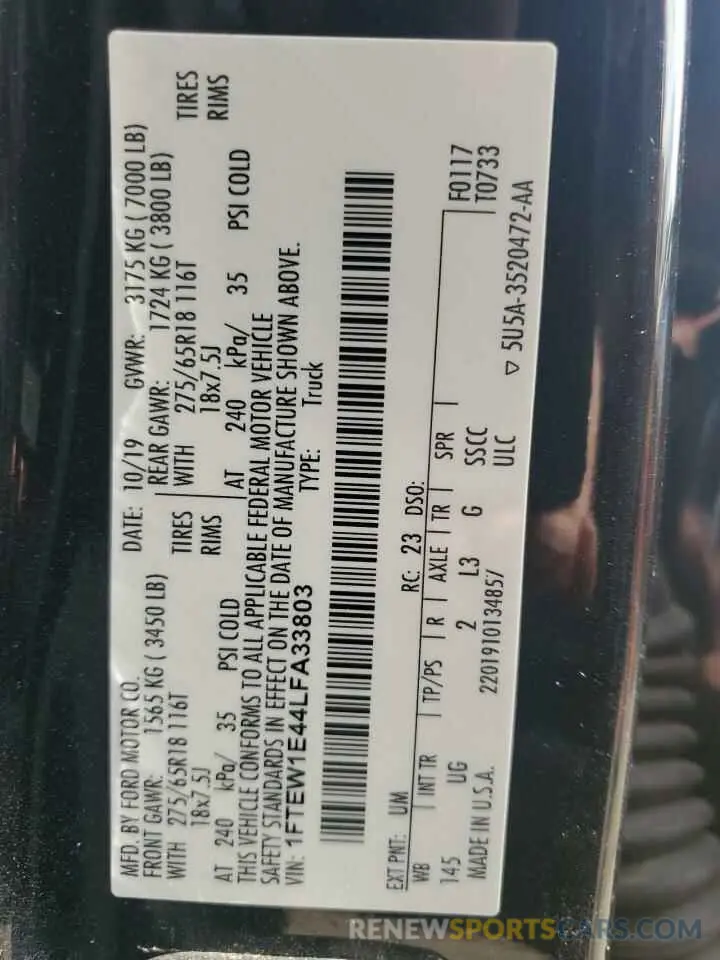 MFD. BY FORD MOTOR CO. DATE: 10/19 GVWR: 3175 KG ( 7000 LB)
FRONT GAWR: 1565 KG ( 3450 LB) REAR GAWR: 1724 KG ( 3800 LB)
WITH 275/65R18 116T TIRES WITH 275/65R18 116T TIRES
18x7.5J RIMS 18x7.5J RIMS
AT 240 kPa/ 35 PSI COLD AT 240 kPa/ 35 PSI COLD
THIS VEHICLE CONFORMS TO ALL APPLICABLE FEDERAL MOTOR VEHICLE
SAFETY STANDARDS IN EFFECT ON THE DATE OF MANUFACTURE SHOWN ABOVE.
VIN: 1FTEW1E44LFA33803 TYPE: Truck
EXT PNT: UM RC: 23 DSO: F0117
WB INT TR TP/PS R AXLE TR SPR T0733
145 UG 2 L3 G SSCC
MADE IN U.S.A. 2201910134857 ULC
▽ 5U5A-3520472-AA
RENEWSPORTSCARS.COM